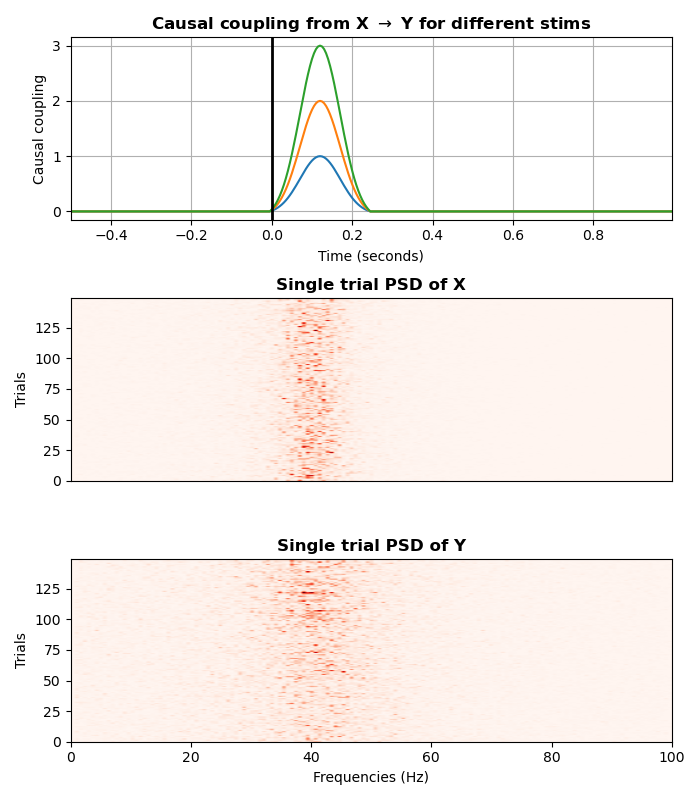 Causal coupling from X → Y for different stims
Causal coupling
3
2
1
0
−0.4 −0.2 0.0 0.2 0.4 0.6 0.8
Time (seconds)
Single trial PSD of X
Trials
125
100
75
50
25
0
Single trial PSD of Y
Trials
125
100
75
50
25
0
0 20 40 60 80 100
Frequencies (Hz)